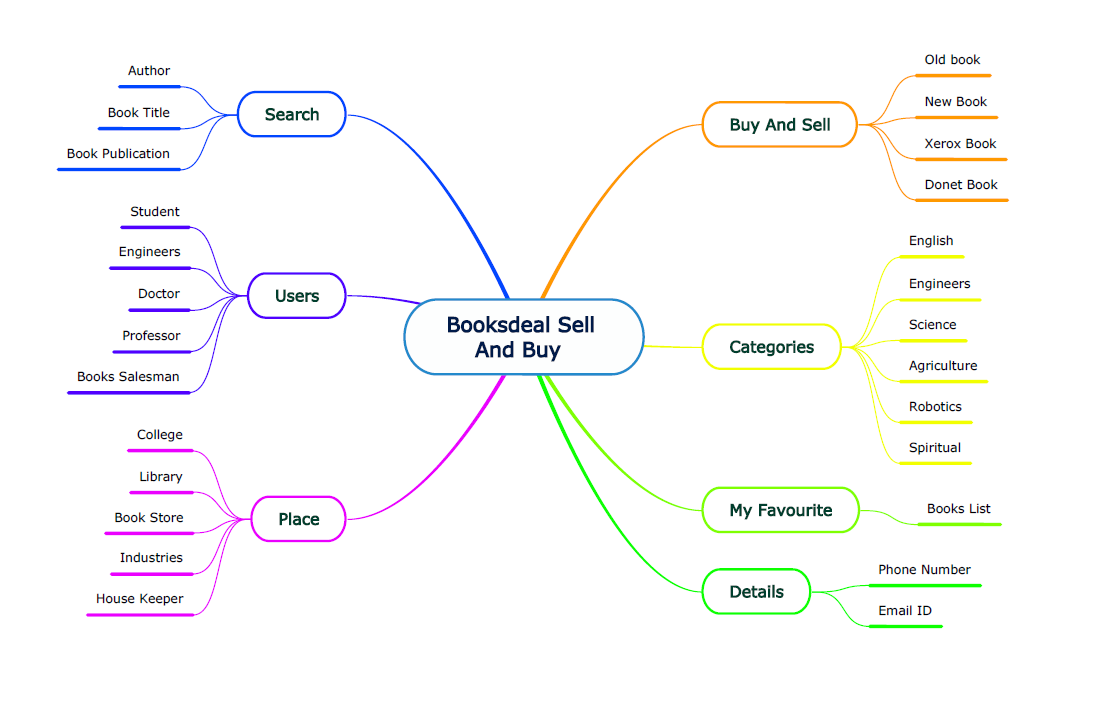 Booksdeal Sell
And Buy
Search
Author
Book Title
Book Publication
Users
Student
Engineers
Doctor
Professor
Books Salesman
Place
College
Library
Book Store
Industries
House Keeper
Buy And Sell
Old book
New Book
Xerox Book
Donet Book
Categories
English
Engineers
Science
Agriculture
Robotics
Spiritual
My Favourite
Books List
Details
Phone Number
Email ID